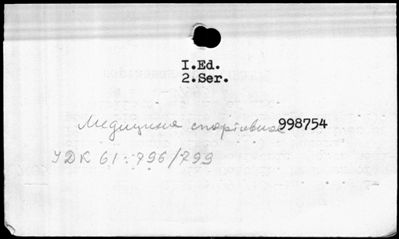 I.Ed.
2.Ser.
Медицина спортивная 998754
УДК 61:796/799